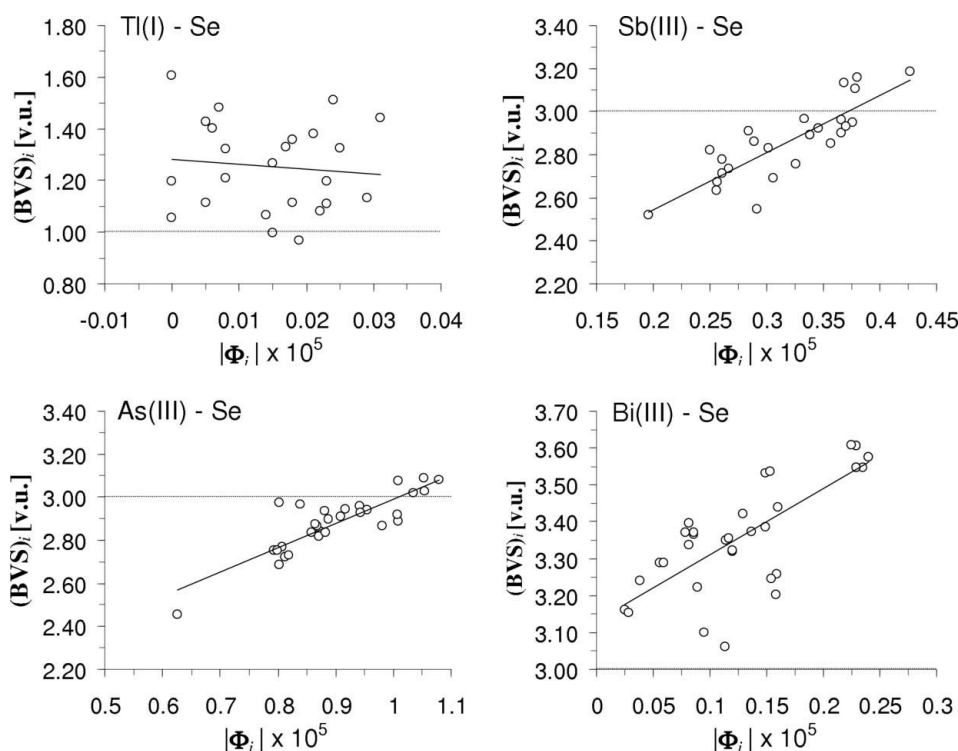 Tl(I) - Se
(BVS)i [v.u.]
1.80
1.60
1.40
1.20
1.00
0.80
-0.01 0 0.01 0.02 0.03 0.04
|Φi| x 10^5
Sb(III) - Se
(BVS)i [v.u.]
3.20
3.00
2.80
2.60
2.40
2.20
0.15 0.2 0.25 0.3 0.35 0.4 0.45
|Φi| x 10^5
As(III) - Se
(BVS)i [v.u.]
3.40
3.20
3.00
2.80
2.60
2.40
2.20
0.5 0.6 0.7 0.8 0.9 1 1.1
|Φi| x 10^5
Bi(III) - Se
(BVS)i [v.u.]
3.70
3.60
3.50
3.40
3.30
3.20
3.10
3.00
0 0.05 0.1 0.15 0.2 0.25 0.3
|Φi| x 10^5